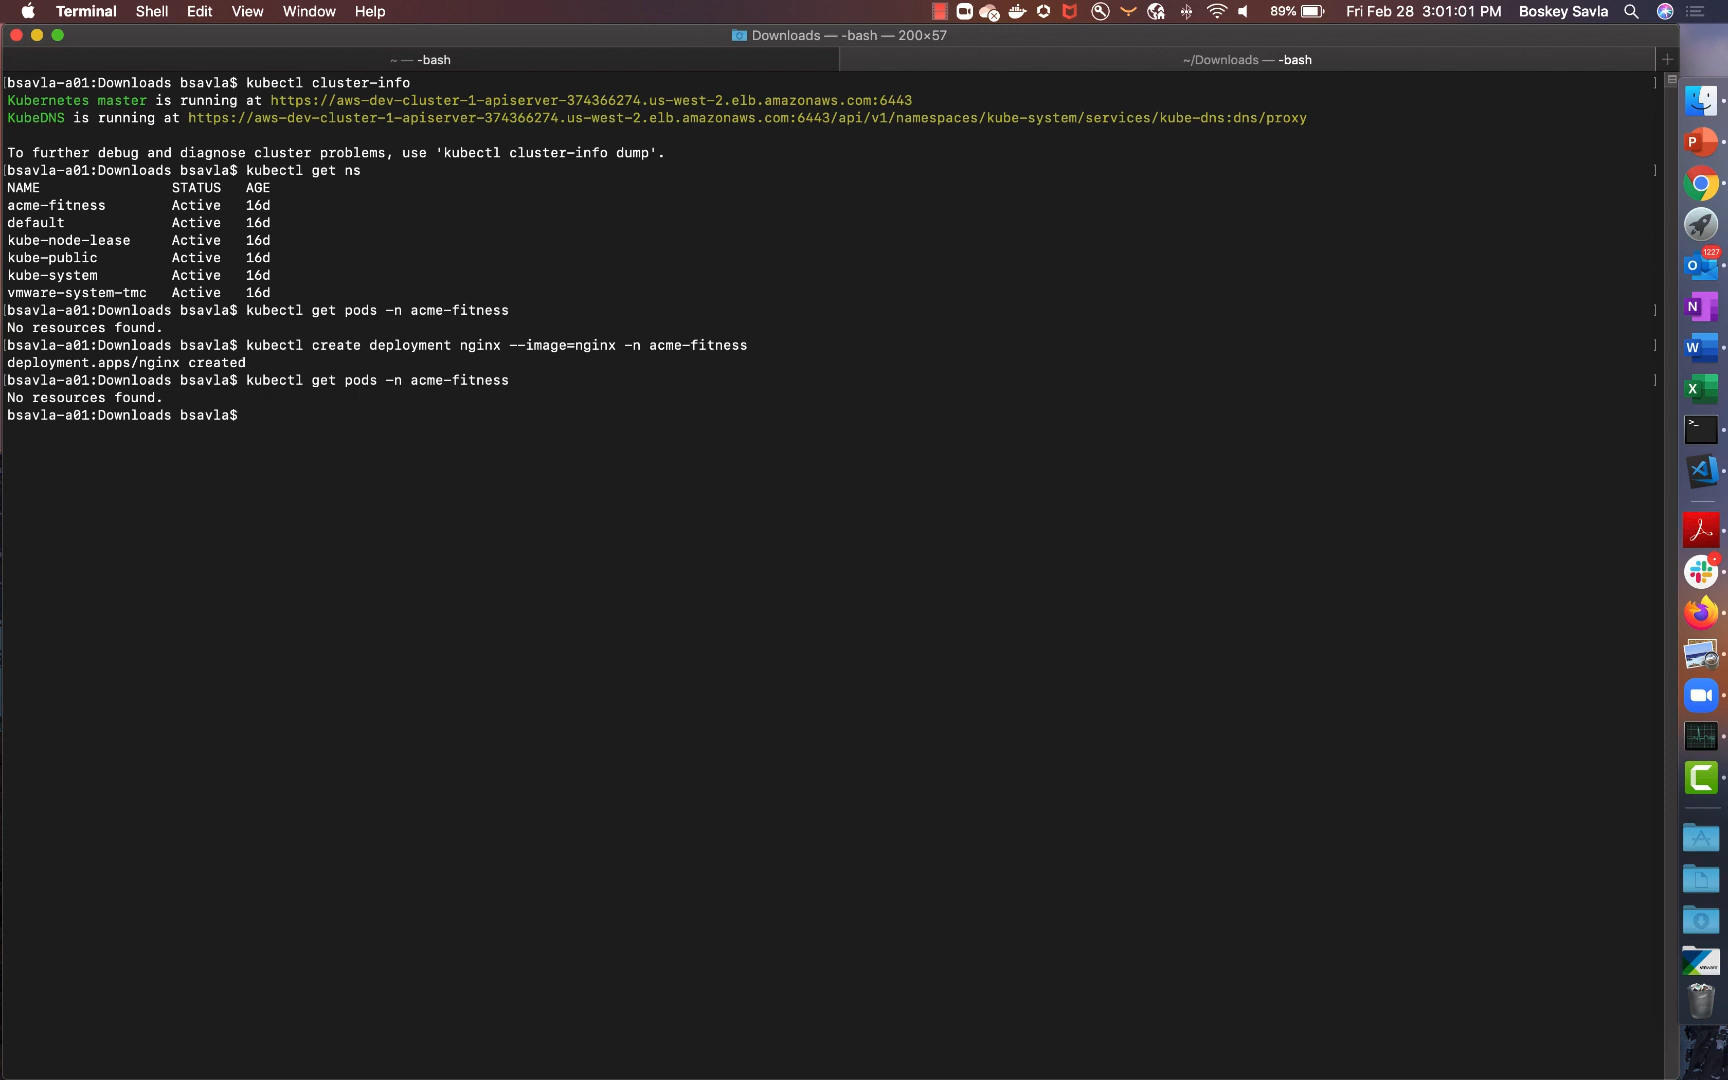 Terminal Shell Edit View Window Help 89% Fri Feb 28 3:01:01 PM Boskey Savla
Downloads — -bash — 200×57
~ — -bash ~/Downloads — -bash
[bsavla-a01:Downloads bsavla$ kubectl cluster-info ]
Kubernetes master is running at https://aws-dev-cluster-1-apiserver-374366274.us-west-2.elb.amazonaws.com:6443
KubeDNS is running at https://aws-dev-cluster-1-apiserver-374366274.us-west-2.elb.amazonaws.com:6443/api/v1/namespaces/kube-system/services/kube-dns:dns/proxy
To further debug and diagnose cluster problems, use 'kubectl cluster-info dump'.
[bsavla-a01:Downloads bsavla$ kubectl get ns ]
NAME STATUS AGE
acme-fitness Active 16d
default Active 16d
kube-node-lease Active 16d
kube-public Active 16d
kube-system Active 16d
vmware-system-tmc Active 16d
[bsavla-a01:Downloads bsavla$ kubectl get pods -n acme-fitness ]
No resources found.
[bsavla-a01:Downloads bsavla$ kubectl create deployment nginx --image=nginx -n acme-fitness ]
deployment.apps/nginx created
[bsavla-a01:Downloads bsavla$ kubectl get pods -n acme-fitness ]
No resources found.
bsavla-a01:Downloads bsavla$
P
1227
O
N
W
X
>_
C
vmware